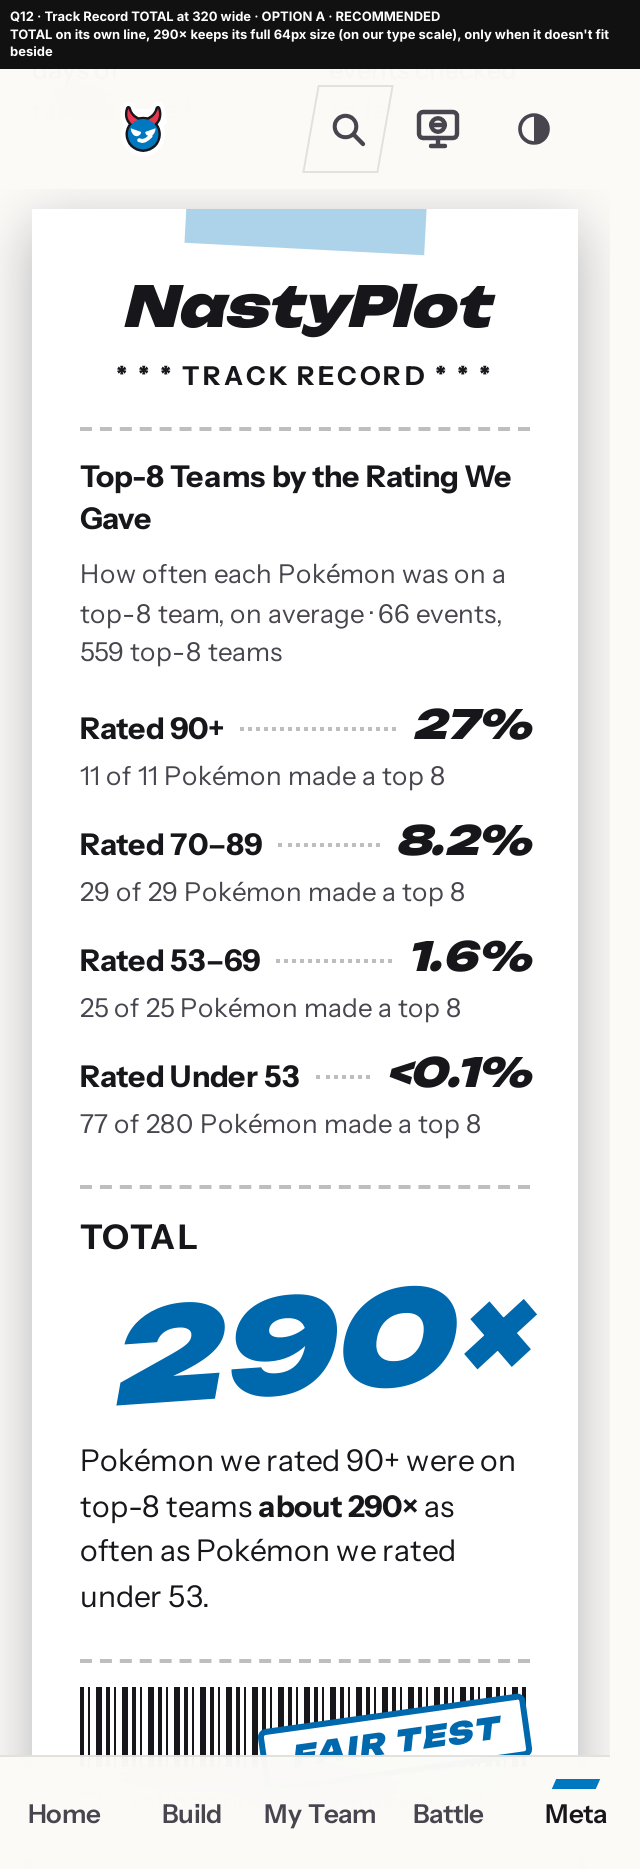 Q12 · Track Record TOTAL at 320 wide · OPTION A · RECOMMENDED
TOTAL on its own line, 290× keeps its full 64px size (on our type scale), only when it doesn't fit
beside
days of events checked
NastyPlot
* * * TRACK RECORD * * *
Top-8 Teams by the Rating We
Gave
How often each Pokémon was on a
top-8 team, on average · 66 events,
559 top-8 teams
Rated 90+ 27%
11 of 11 Pokémon made a top 8
Rated 70–89 8.2%
29 of 29 Pokémon made a top 8
Rated 53–69 1.6%
25 of 25 Pokémon made a top 8
Rated Under 53 <0.1%
77 of 280 Pokémon made a top 8
TOTAL
290×
Pokémon we rated 90+ were on
top-8 teams about 290× as
often as Pokémon we rated
under 53.
FAIR TEST
Home Build My Team Battle Meta